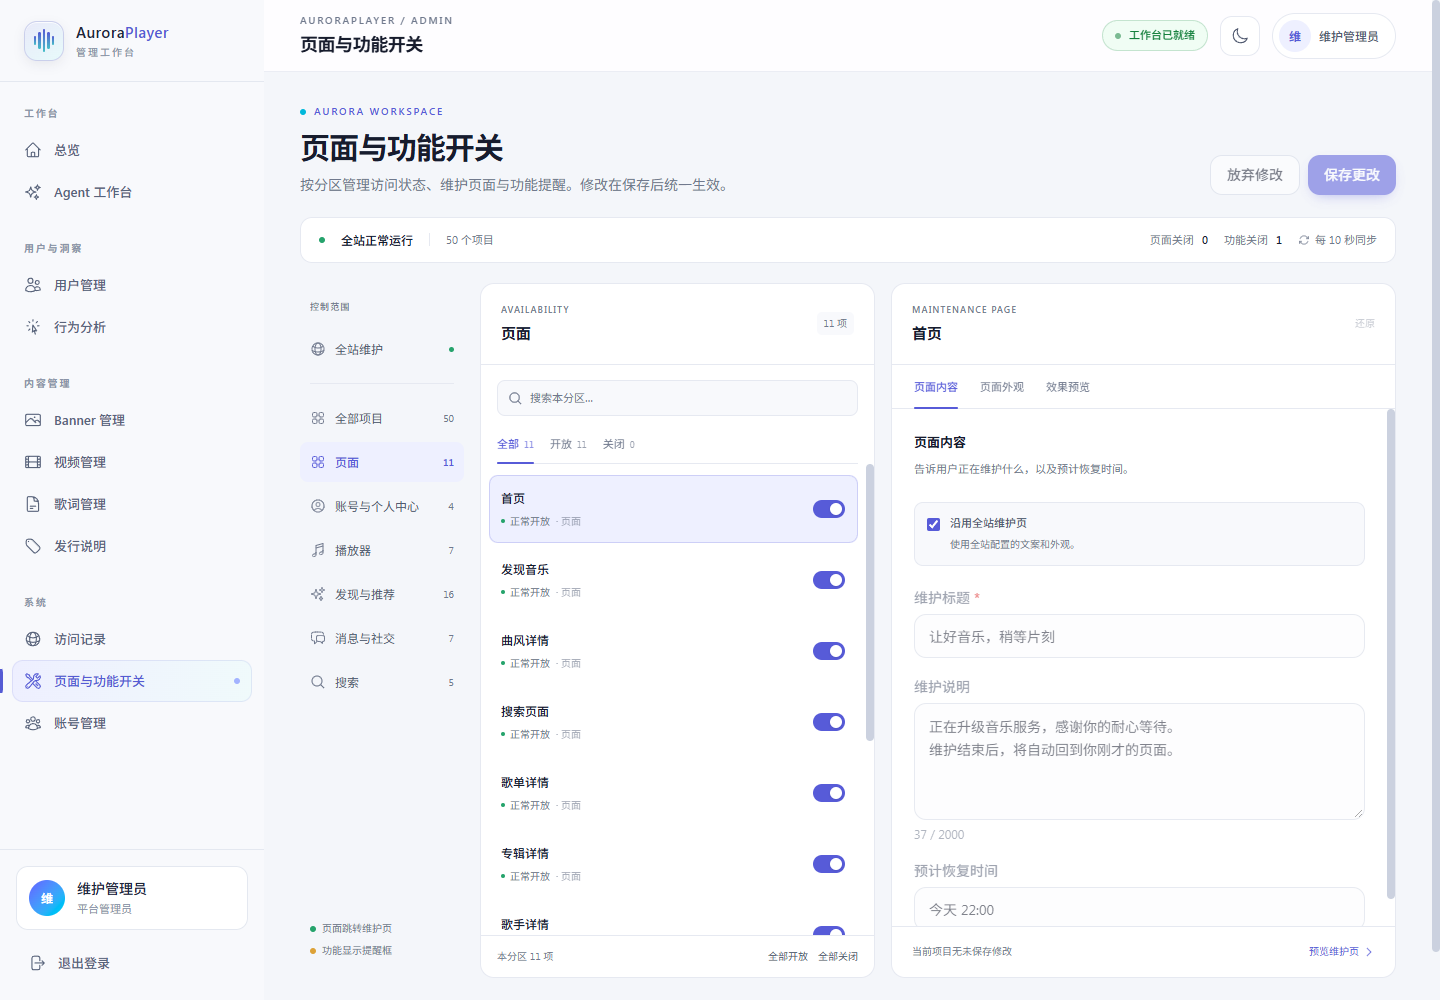 AuroraPlayer
管理工作台
工作台
总览
Agent 工作台
用户与洞察
用户管理
行为分析
内容管理
Banner 管理
视频管理
歌词管理
发行说明
系统
访问记录
页面与功能开关
账号管理
维
维护管理员
平台管理员
退出登录
AURORAPLAYER / ADMIN
页面与功能开关
工作台已就绪
维
维护管理员
AURORA WORKSPACE
页面与功能开关
按分区管理访问状态、维护页面与功能提醒。修改在保存后统一生效。
放弃修改
保存更改
全站正常运行
50 个项目
页面关闭 0
功能关闭 1
每 10 秒同步
控制范围
全站维护
全部项目 50
页面 11
账号与个人中心 4
播放器 7
发现与推荐 16
消息与社交 7
搜索 5
页面跳转维护页
功能显示提醒框
AVAILABILITY
页面
11 项
搜索本分区...
全部 11
开放 11
关闭 0
首页
正常开放 · 页面
发现音乐
正常开放 · 页面
曲风详情
正常开放 · 页面
搜索页面
正常开放 · 页面
歌单详情
正常开放 · 页面
专辑详情
正常开放 · 页面
歌手详情
本分区 11 项
全部开放
全部关闭
MAINTENANCE PAGE
首页
还原
页面内容
页面外观
效果预览
页面内容
告诉用户正在维护什么，以及预计恢复时间。
沿用全站维护页
使用全站配置的文案和外观。
维护标题 *
让好音乐，稍等片刻
维护说明
正在升级音乐服务，感谢你的耐心等待。
维护结束后，将自动回到你刚才的页面。
37 / 2000
预计恢复时间
今天 22:00
当前项目无未保存修改
预览维护页